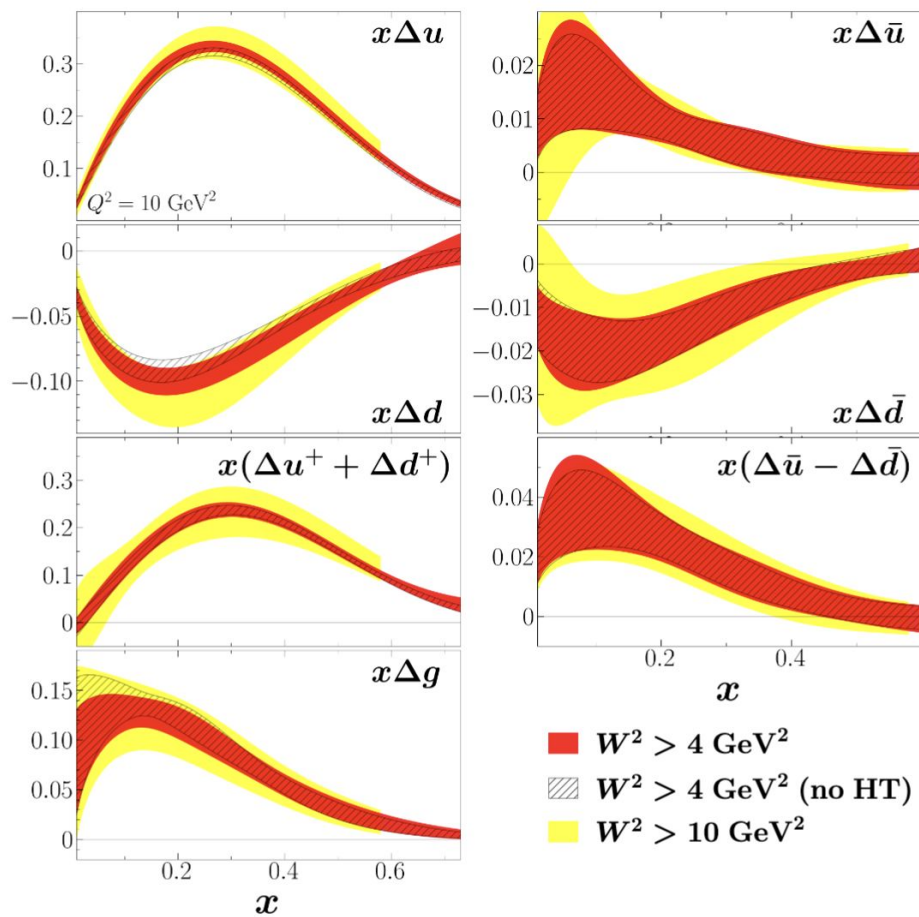 xΔu
0.3
0.2
0.1
Q² = 10 GeV²
xΔū
0.02
0.01
0
0
−0.05
−0.10
xΔd
0
−0.01
−0.02
−0.03
xΔd̄
x(Δu⁺ + Δd⁺)
0.3
0.2
0.1
0
x(Δū − Δd̄)
0.04
0.02
0
0.2
0.4
x
xΔg
0.15
0.10
0.05
0
0.2
0.4
0.6
x
W² > 4 GeV²
W² > 4 GeV² (no HT)
W² > 10 GeV²